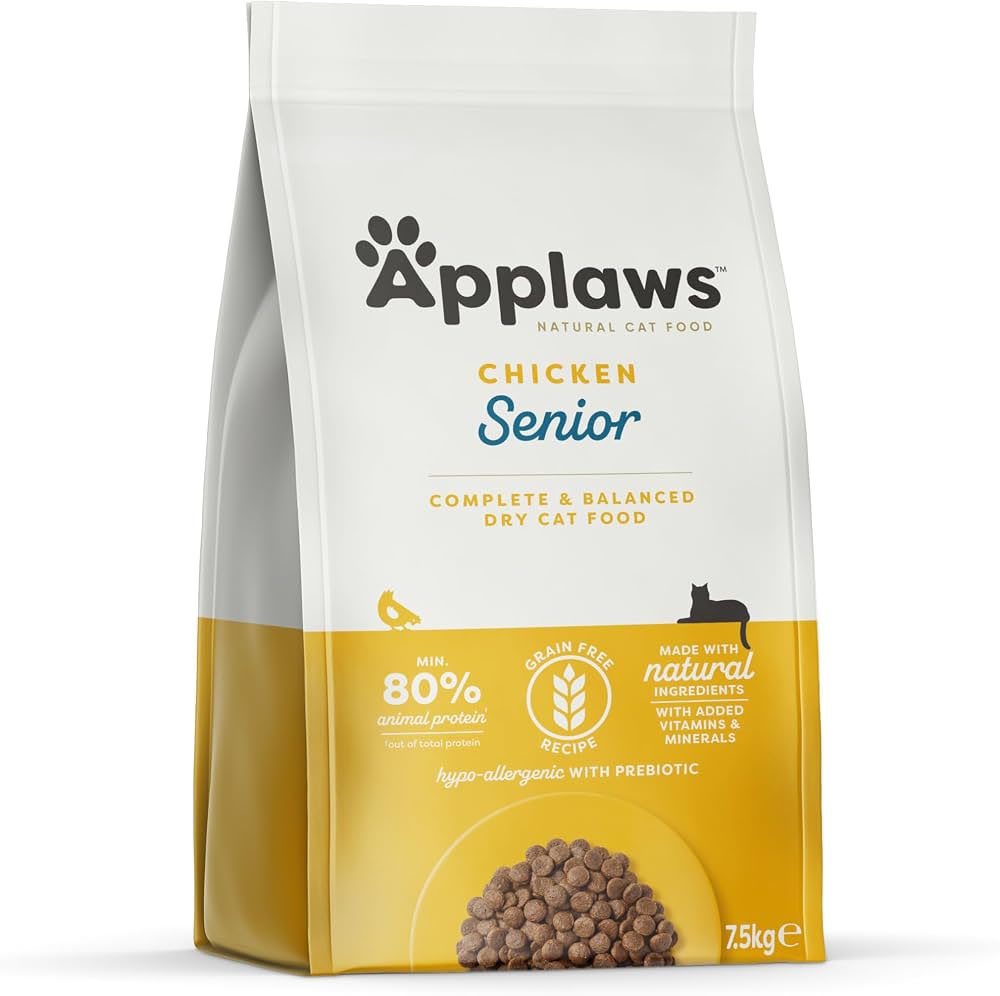 Applaws™
NATURAL CAT FOOD
CHICKEN
Senior
COMPLETE & BALANCED
DRY CAT FOOD
MIN.
80%
animal protein¹
¹out of total protein
GRAIN FREE
RECIPE
MADE WITH
natural
INGREDIENTS
WITH ADDED
VITAMINS &
MINERALS
hypo-allergenic WITH PREBIOTIC
7.5kg℮